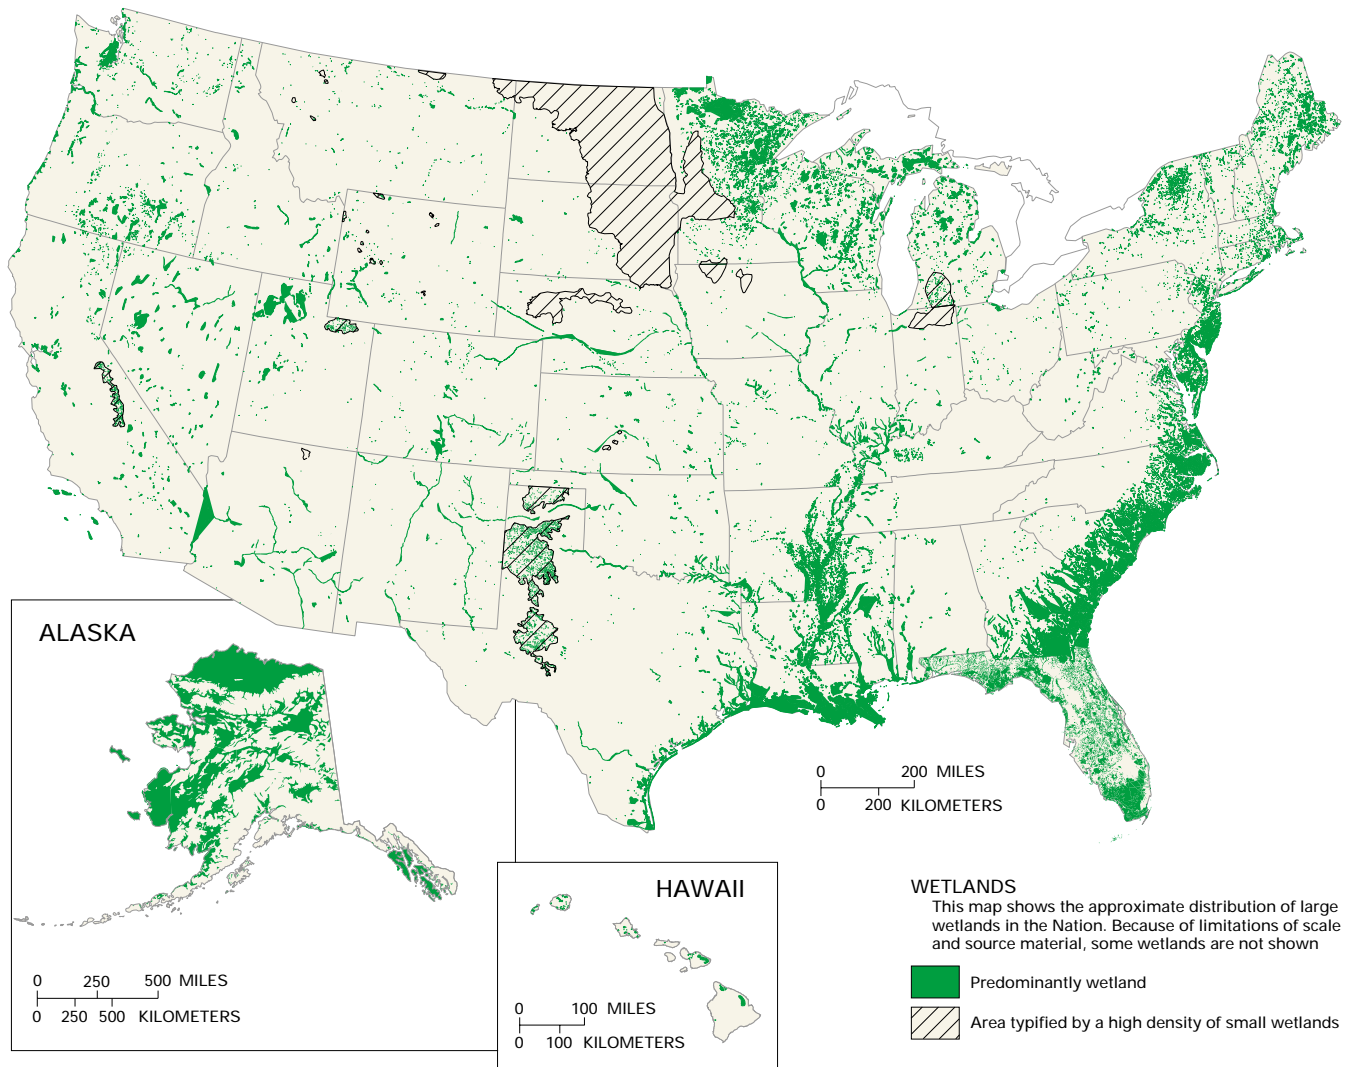 ALASKA
0 200 MILES
0 200 KILOMETERS
HAWAII
WETLANDS
This map shows the approximate distribution of large
wetlands in the Nation. Because of limitations of scale
and source material, some wetlands are not shown
Predominantly wetland
Area typified by a high density of small wetlands
0 250 500 MILES
0 250 500 KILOMETERS
0 100 MILES
0 100 KILOMETERS